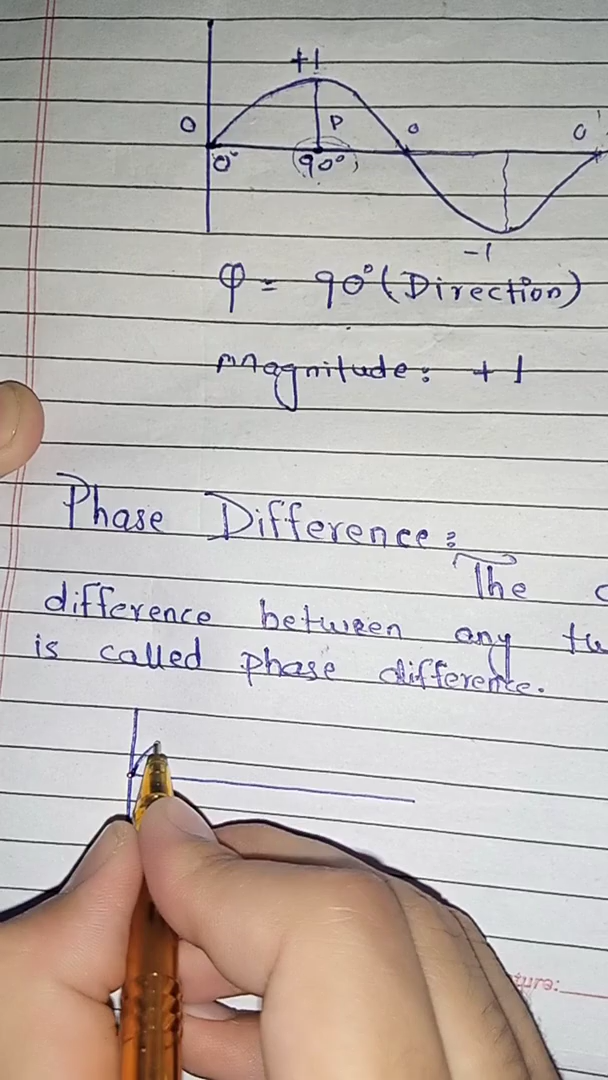 +1
0 P 0 0
0° (90°)
-1
φ = 90° (Direction)
Magnitude: +1
Phase Difference:
The
difference between any
is called phase difference.